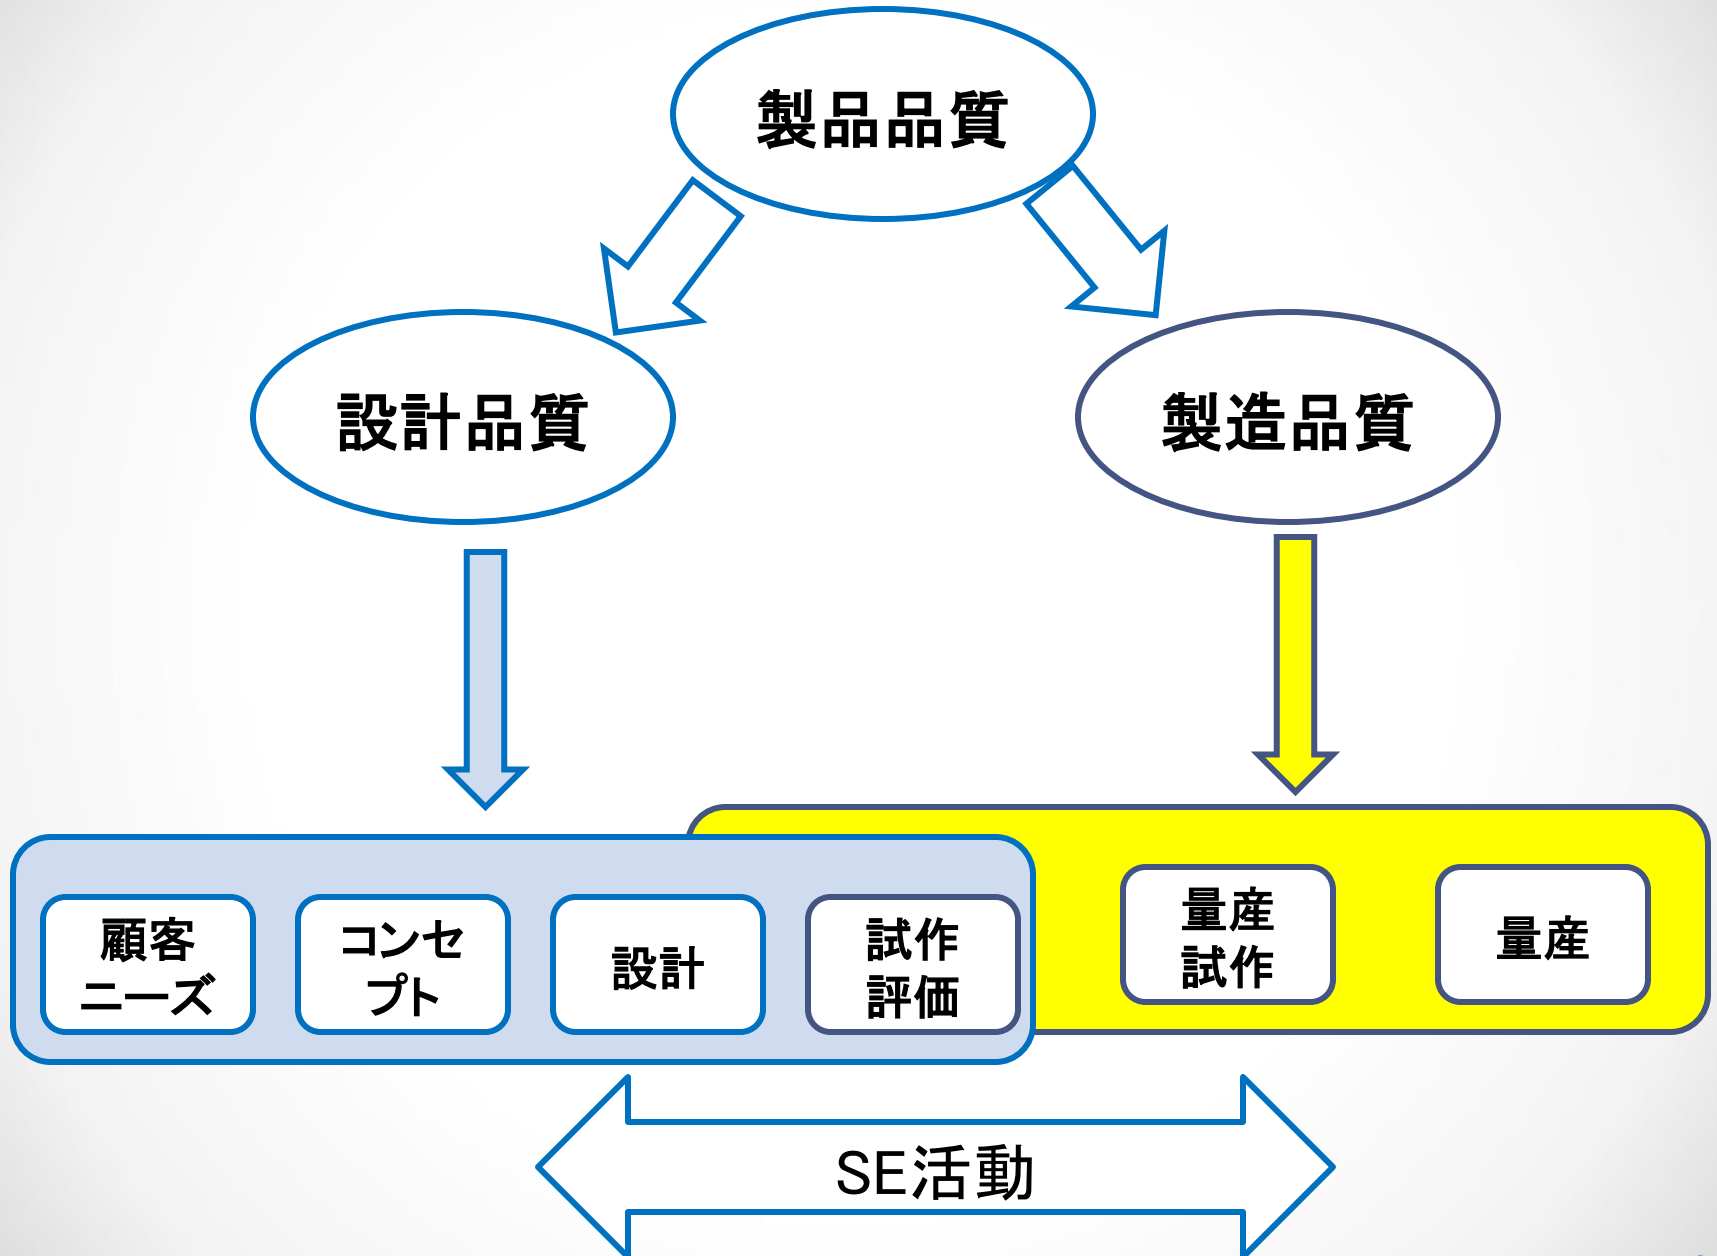 製品品質
設計品質
製造品質
顧客
ニーズ
コンセ
プト
設計
試作
評価
量産
試作
量産
SE活動